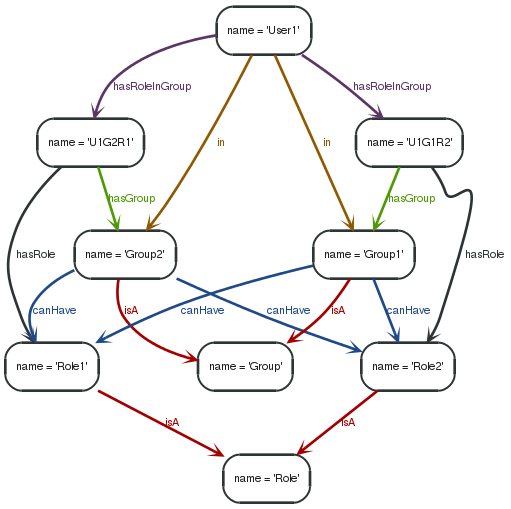 name = 'User1'
hasRoleInGroup
hasRoleInGroup
name = 'U1G2R1'
in
in
name = 'U1G1R2'
hasGroup
hasGroup
hasRole
name = 'Group2'
name = 'Group1'
hasRole
canHave
isA
canHave
canHave
isA
canHave
name = 'Role1'
name = 'Group'
name = 'Role2'
isA
isA
name = 'Role'